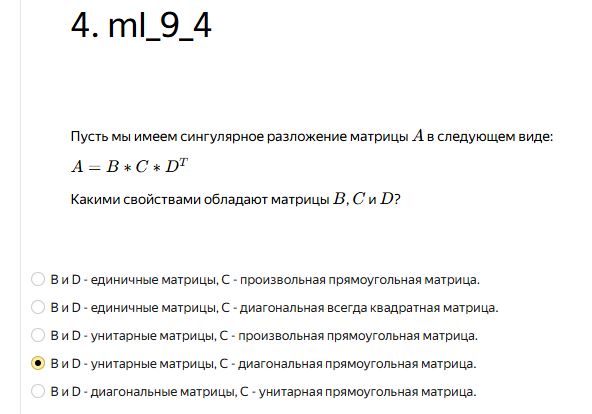 4. ml_9_4
Пусть мы имеем сингулярное разложение матрицы A в следующем виде:
A = B * C * D^T
Какими свойствами обладают матрицы B, C и D?
B и D - единичные матрицы, C - произвольная прямоугольная матрица.
B и D - единичные матрицы, C - диагональная всегда квадратная матрица.
B и D - унитарные матрицы, C - произвольная прямоугольная матрица.
B и D - унитарные матрицы, C - диагональная прямоугольная матрица.
B и D - диагональные матрицы, C - унитарная прямоугольная матрица.